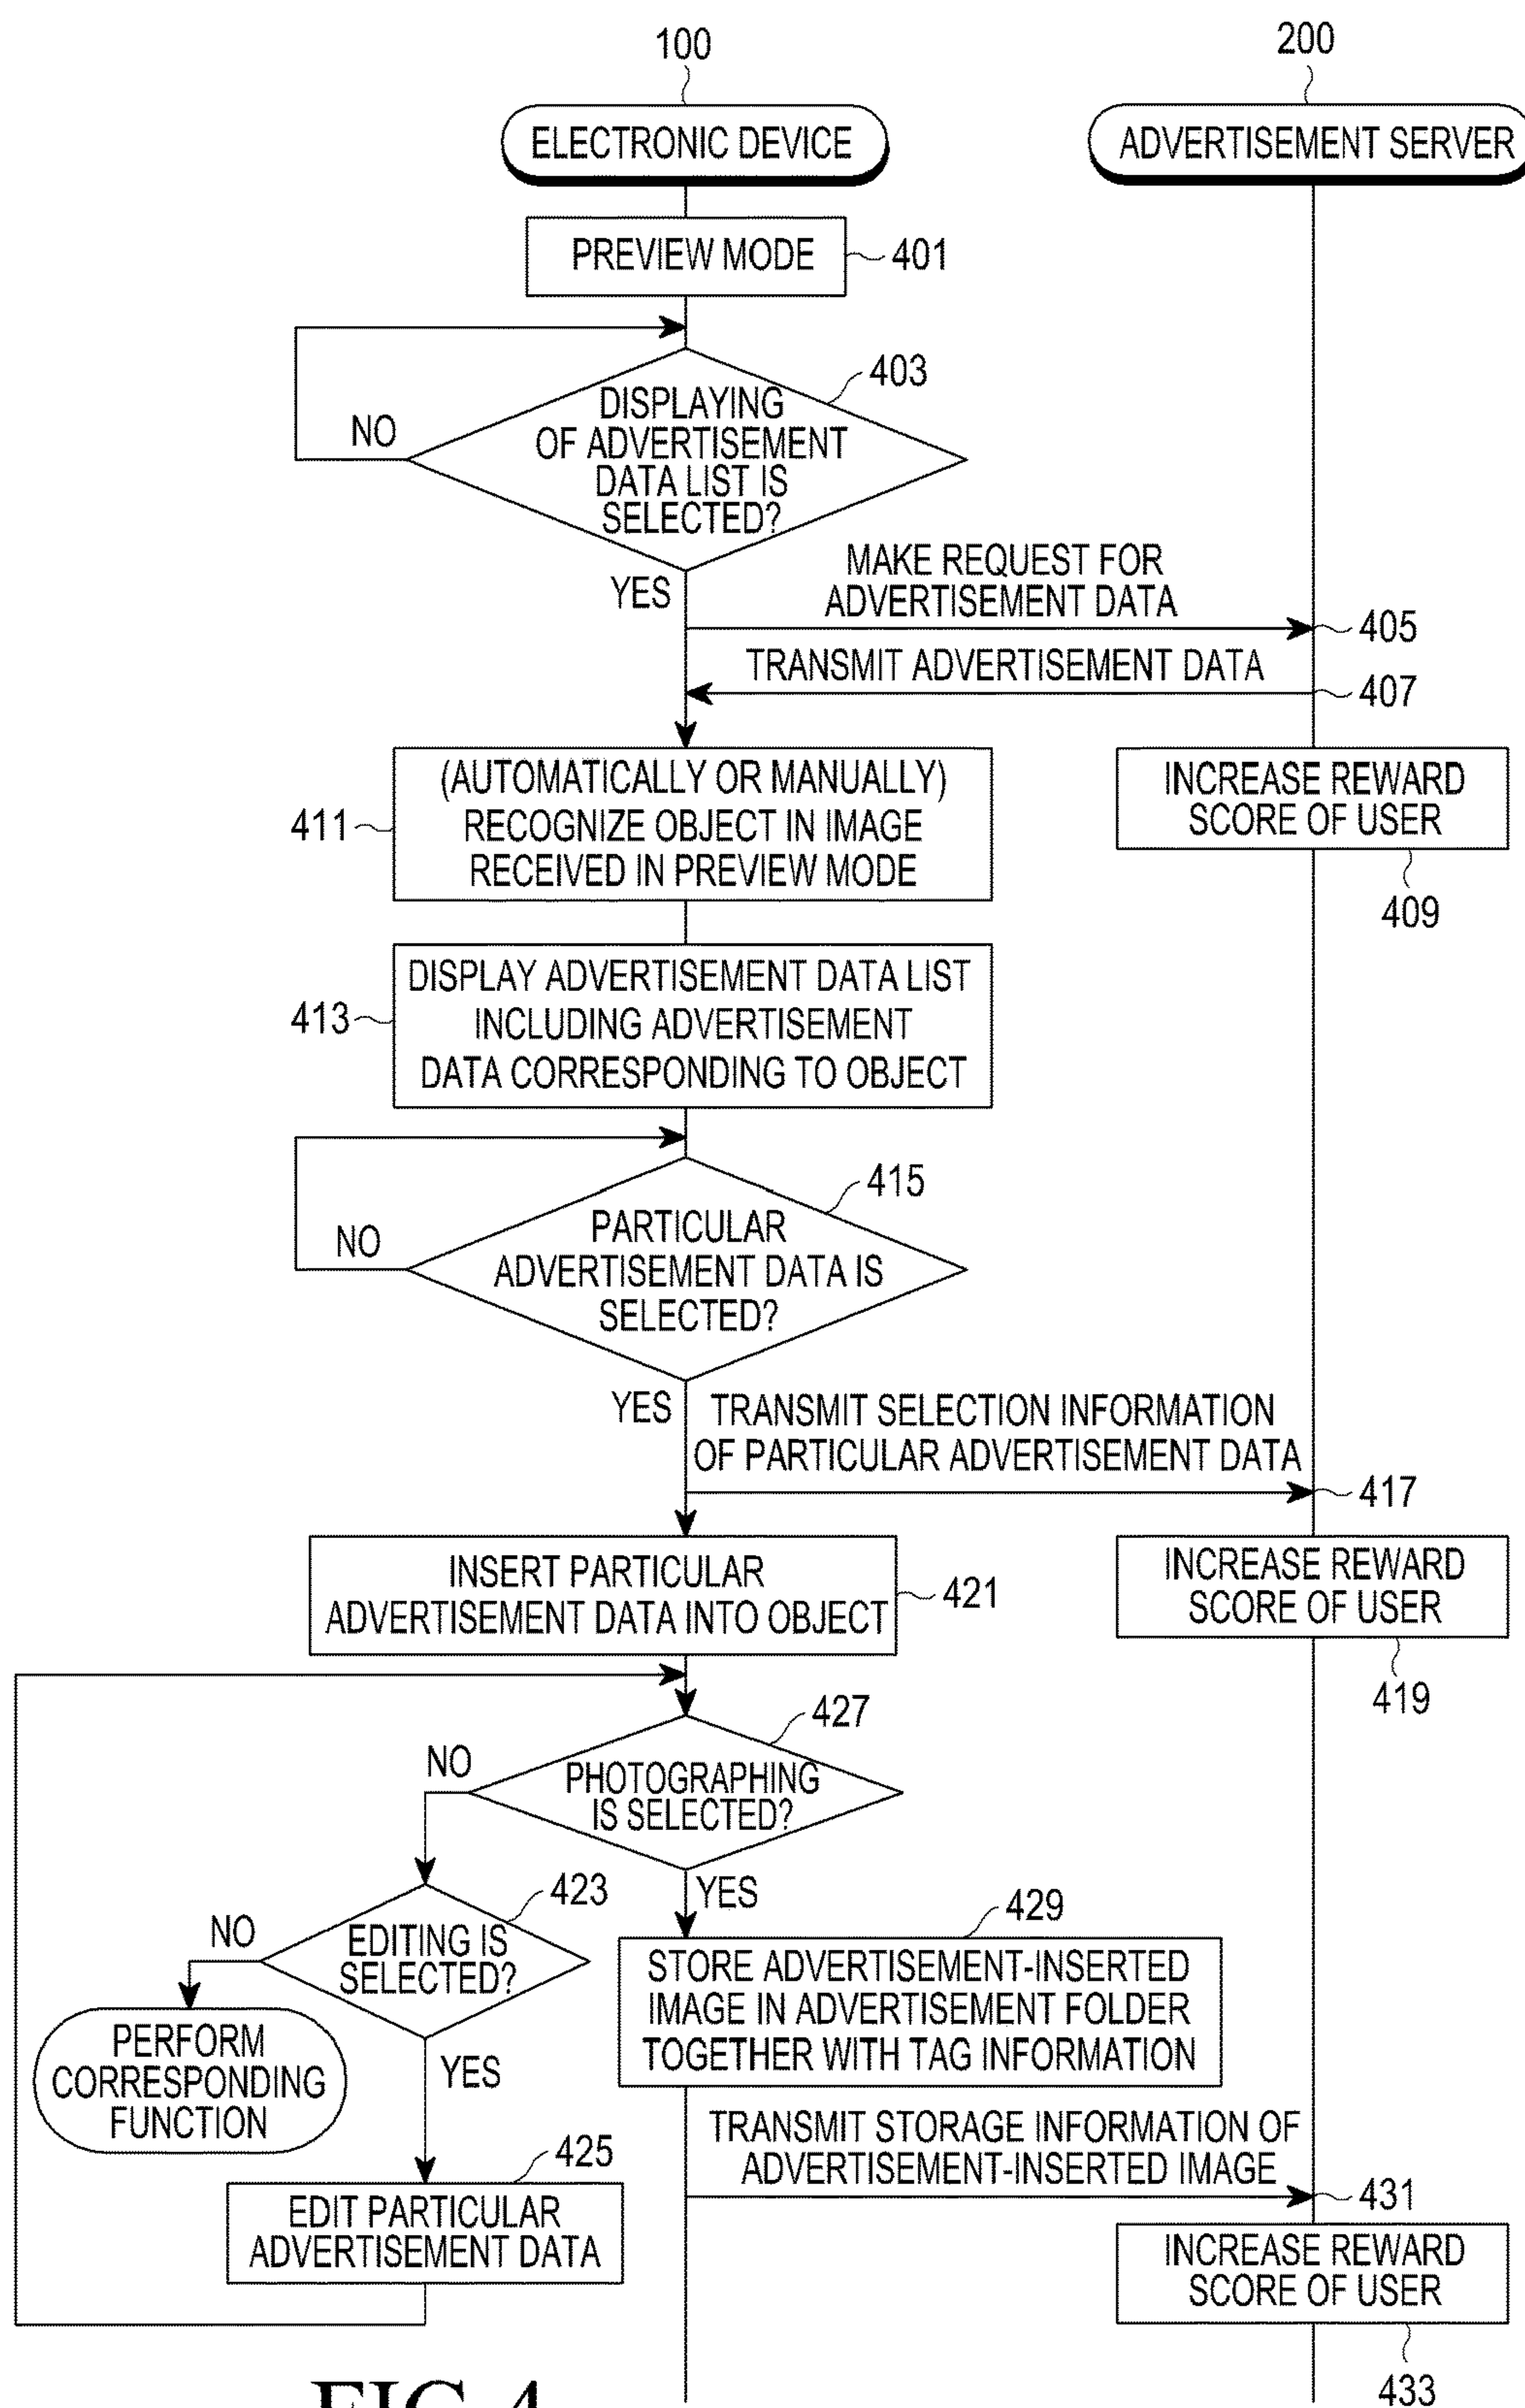 100
200
ELECTRONIC DEVICE
ADVERTISEMENT SERVER
PREVIEW MODE
401
403
DISPLAYING
OF ADVERTISEMENT
DATA LIST IS
SELECTED?
NO
YES
MAKE REQUEST FOR
ADVERTISEMENT DATA
405
TRANSMIT ADVERTISEMENT DATA
407
411
(AUTOMATICALLY OR MANUALLY)
RECOGNIZE OBJECT IN IMAGE
RECEIVED IN PREVIEW MODE
INCREASE REWARD
SCORE OF USER
409
413
DISPLAY ADVERTISEMENT DATA LIST
INCLUDING ADVERTISEMENT
DATA CORRESPONDING TO OBJECT
415
PARTICULAR
ADVERTISEMENT DATA IS
SELECTED?
NO
YES
TRANSMIT SELECTION INFORMATION
OF PARTICULAR ADVERTISEMENT DATA
417
INSERT PARTICULAR
ADVERTISEMENT DATA INTO OBJECT
421
INCREASE REWARD
SCORE OF USER
419
427
PHOTOGRAPHING
IS SELECTED?
NO
YES
423
EDITING IS
SELECTED?
NO
YES
429
STORE ADVERTISEMENT-INSERTED
IMAGE IN ADVERTISEMENT FOLDER
TOGETHER WITH TAG INFORMATION
PERFORM
CORRESPONDING
FUNCTION
TRANSMIT STORAGE INFORMATION OF
ADVERTISEMENT-INSERTED IMAGE
431
425
EDIT PARTICULAR
ADVERTISEMENT DATA
INCREASE REWARD
SCORE OF USER
433
FIG.4